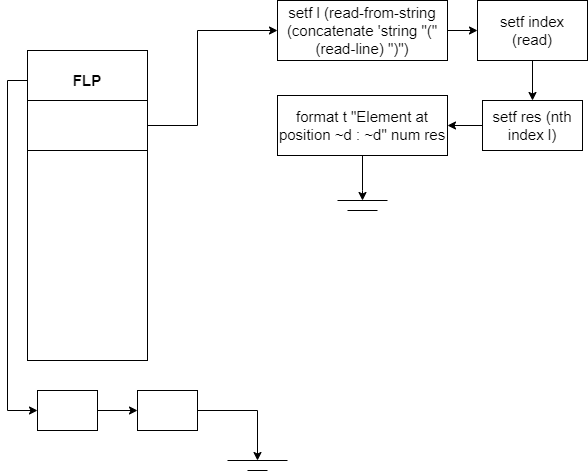 setf l (read-from-string
(concatenate 'string "("
(read-line) ")")
setf index
(read)
FLP
format t "Element at
position ~d : ~d" num res
setf res (nth
index l)